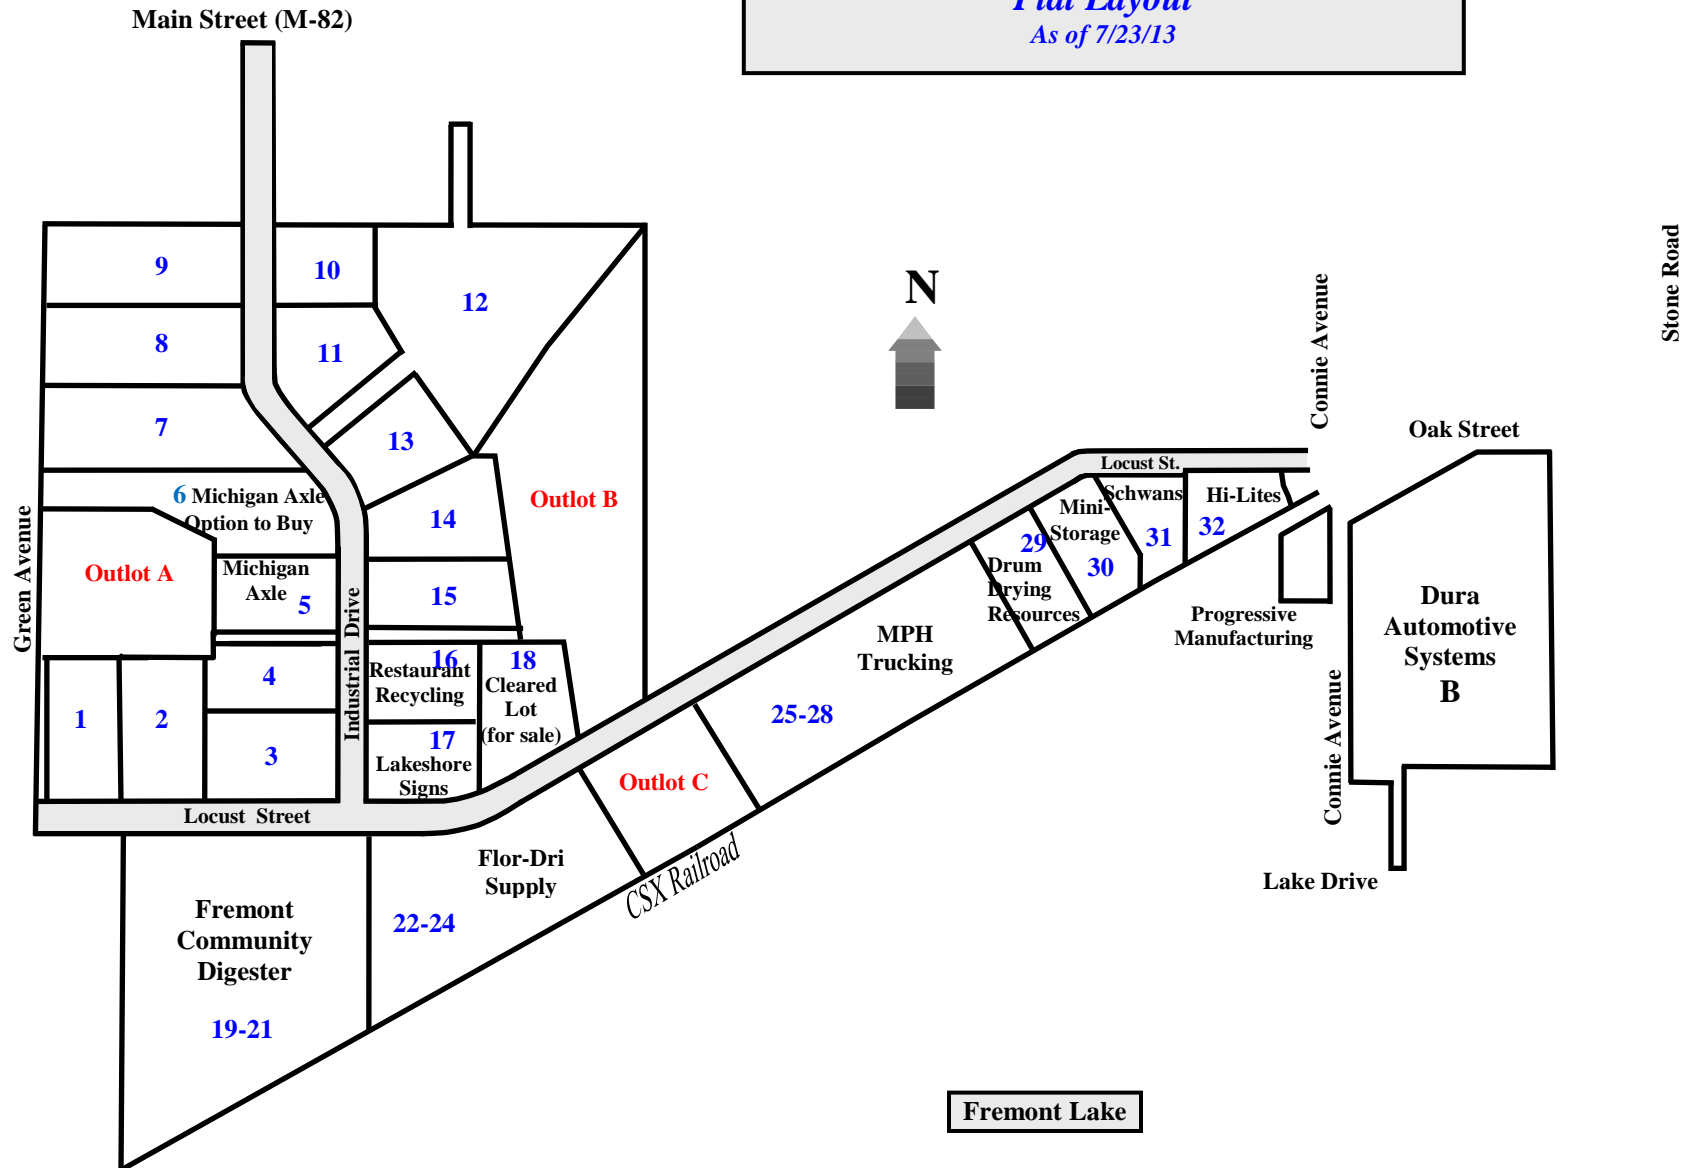 Main Street (M-82)
Plat Layout
As of 7/23/13
9
10
12
8
11
7
13
N
Connie Avenue
Stone Road
Oak Street
6 Michigan Axle
Option to Buy
Outlot A
Green Avenue
Michigan
Axle
5
Industrial Drive
14
Outlot B
15
4
1
2
3
16
Restaurant
Recycling
17
Lakeshore
Signs
18
Cleared
Lot
(for sale)
Locust Street
Outlot C
CSX Railroad
MPH
Trucking
25-28
Locust St.
29
Drum
Drying
Resources
Mini-
Storage
30
Schwans
31
Hi-Lites
32
Progressive
Manufacturing
Dura
Automotive
Systems
B
Connie Avenue
Lake Drive
Flor-Dri
Supply
22-24
Fremont
Community
Digester
19-21
Fremont Lake